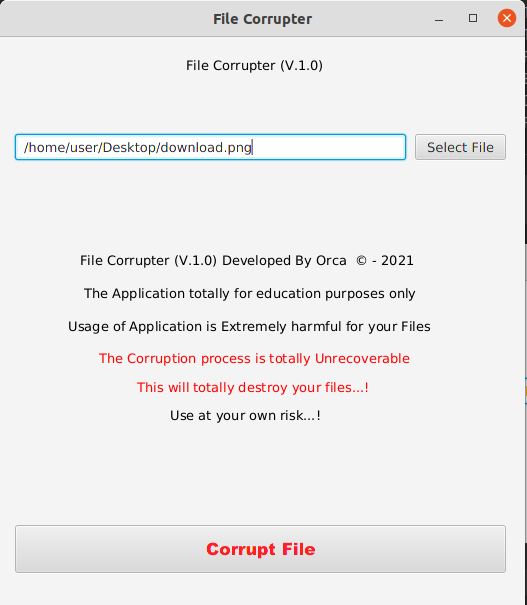 File Corrupter
File Corrupter (V.1.0)
/home/user/Desktop/download.png
Select File
File Corrupter (V.1.0) Developed By Orca © - 2021
The Application totally for education purposes only
Usage of Application is Extremely harmful for your Files
The Corruption process is totally Unrecoverable
This will totally destroy your files...!
Use at your own risk...!
Corrupt File